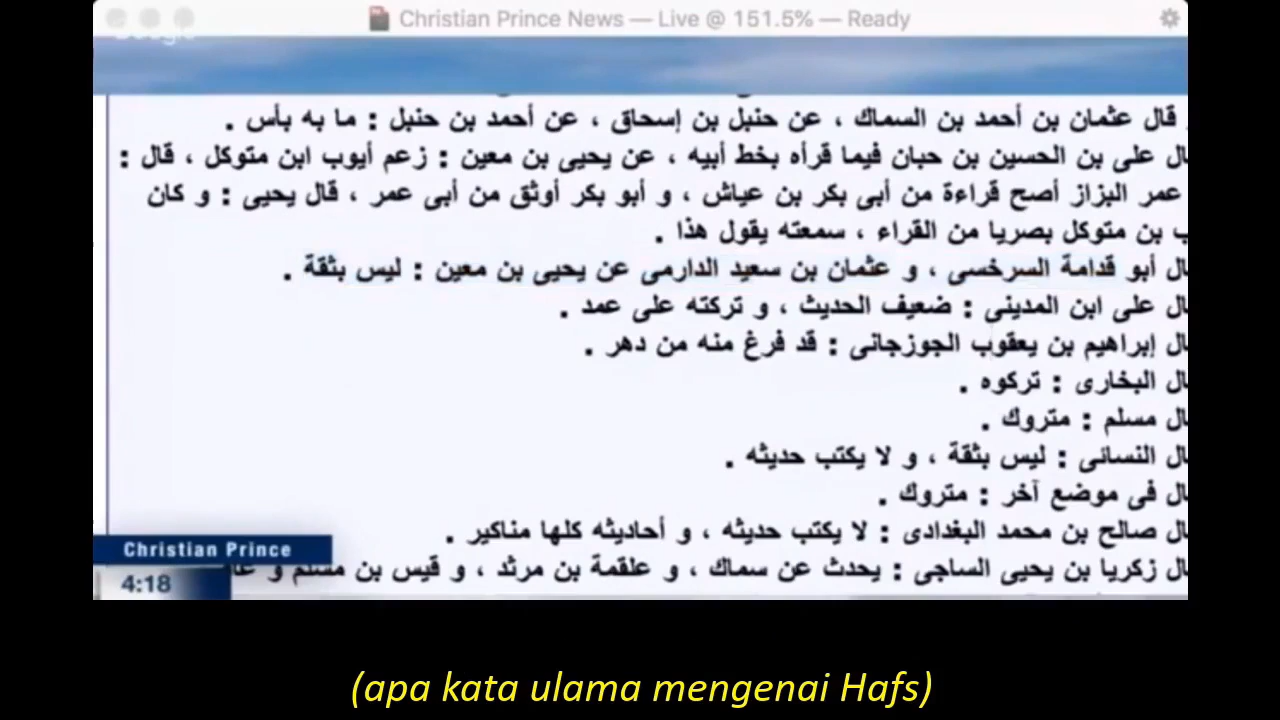 Christian Prince News — Live @ 151.5% — Ready
Google
قال عثمان بن أحمد بن السماك ، عن حنبل بن إسحاق ، عن أحمد بن حنبل : ما به بأس .
ال على بن الحسين بن حبان فيما قرأه بخط أبيه ، عن يحيى بن معين : زعم أيوب ابن متوكل ، قال :
عمر البزاز أصح قراءة من أبى بكر بن عياش ، و أبو بكر أوثق من أبى عمر ، قال يحيى : و كان
ب بن متوكل بصريا من القراء ، سمعته يقول هذا .
ال أبو قدامة السرخسى ، و عثمان بن سعيد الدارمى عن يحيى بن معين : ليس بثقة .
ال على ابن المدينى : ضعيف الحديث ، و تركته على عمد .
ال إبراهيم بن يعقوب الجوزجانى : قد فرغ منه من دهر .
ال البخارى : تركوه .
ال مسلم : متروك .
ال النسائى : ليس بثقة ، و لا يكتب حديثه .
ال فى موضع آخر : متروك .
ال صالح بن محمد البغدادى : لا يكتب حديثه ، و أحاديثه كلها مناكير .
ال زكريا بن يحيى الساجى : يحدث عن سماك ، و علقمة بن مرثد ، و قيس بن مسلم و
Christian Prince
4:18
(apa kata ulama mengenai Hafs)